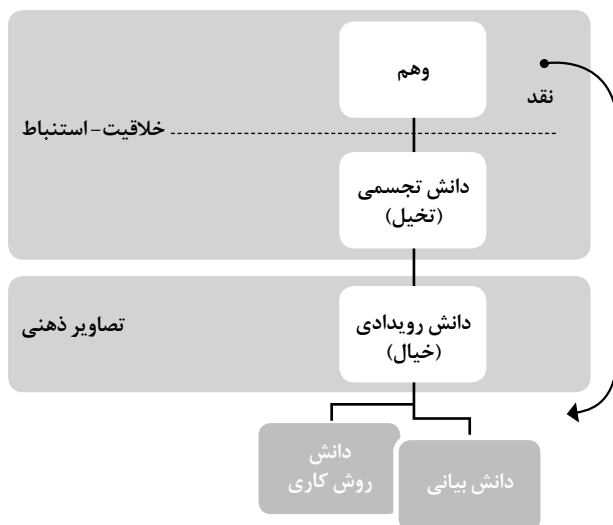 وهم
نقد
خلاقیت-استنباط
دانش تجسمی
(تخیل)
دانش رویدادی
(خیال)
تصاویر ذهنی
دانش
روش کاری
دانش بیانی